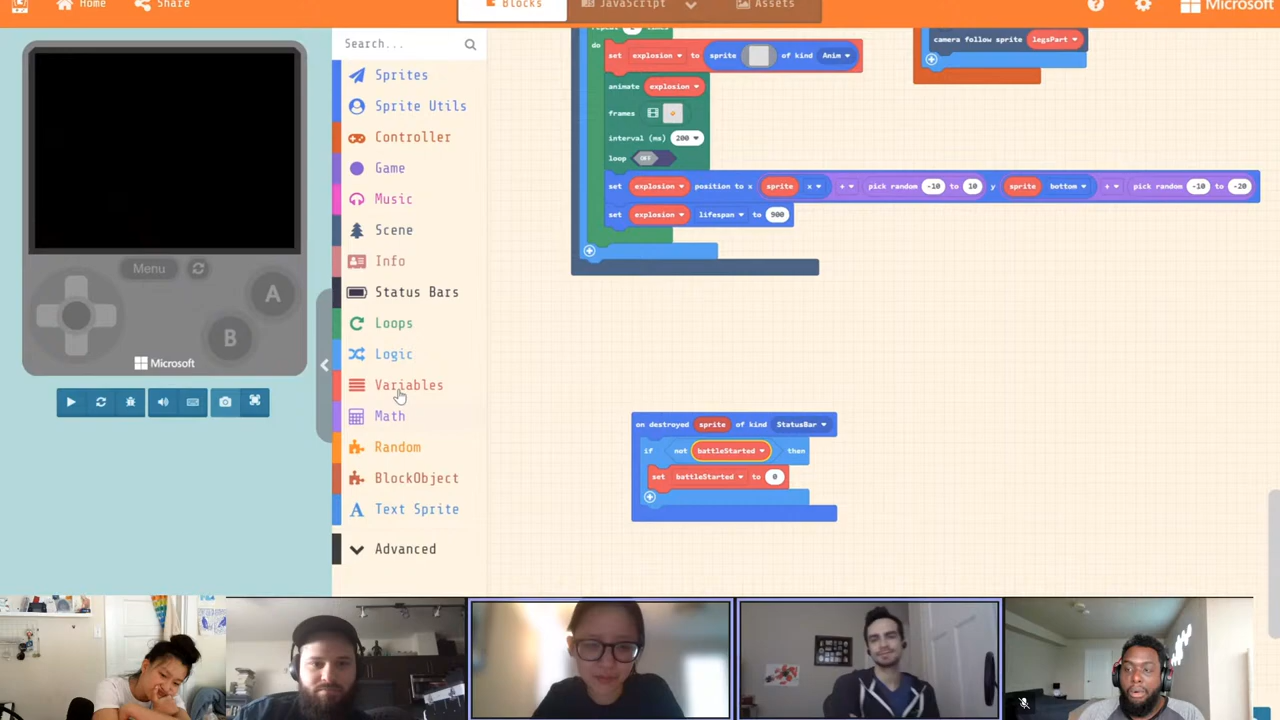 Home
Share
Blocks
JavaScript
Assets
Microsoft
Search...
Sprites
Sprite Utils
Controller
Game
Music
Scene
Info
Status Bars
Loops
Logic
Variables
Math
Random
BlockObject
Text Sprite
Advanced
Menu
A
B
Microsoft
repeat times
do
set explosion to sprite of kind Anim
animate explosion
frames
interval (ms) 200
loop OFF
set explosion position to x sprite x + pick random -10 to 10 y sprite bottom + pick random -10 to -20
set explosion lifespan to 900
camera follow sprite legsPart
on destroyed sprite of kind StatusBar
if not battleStarted then
set battleStarted to 0